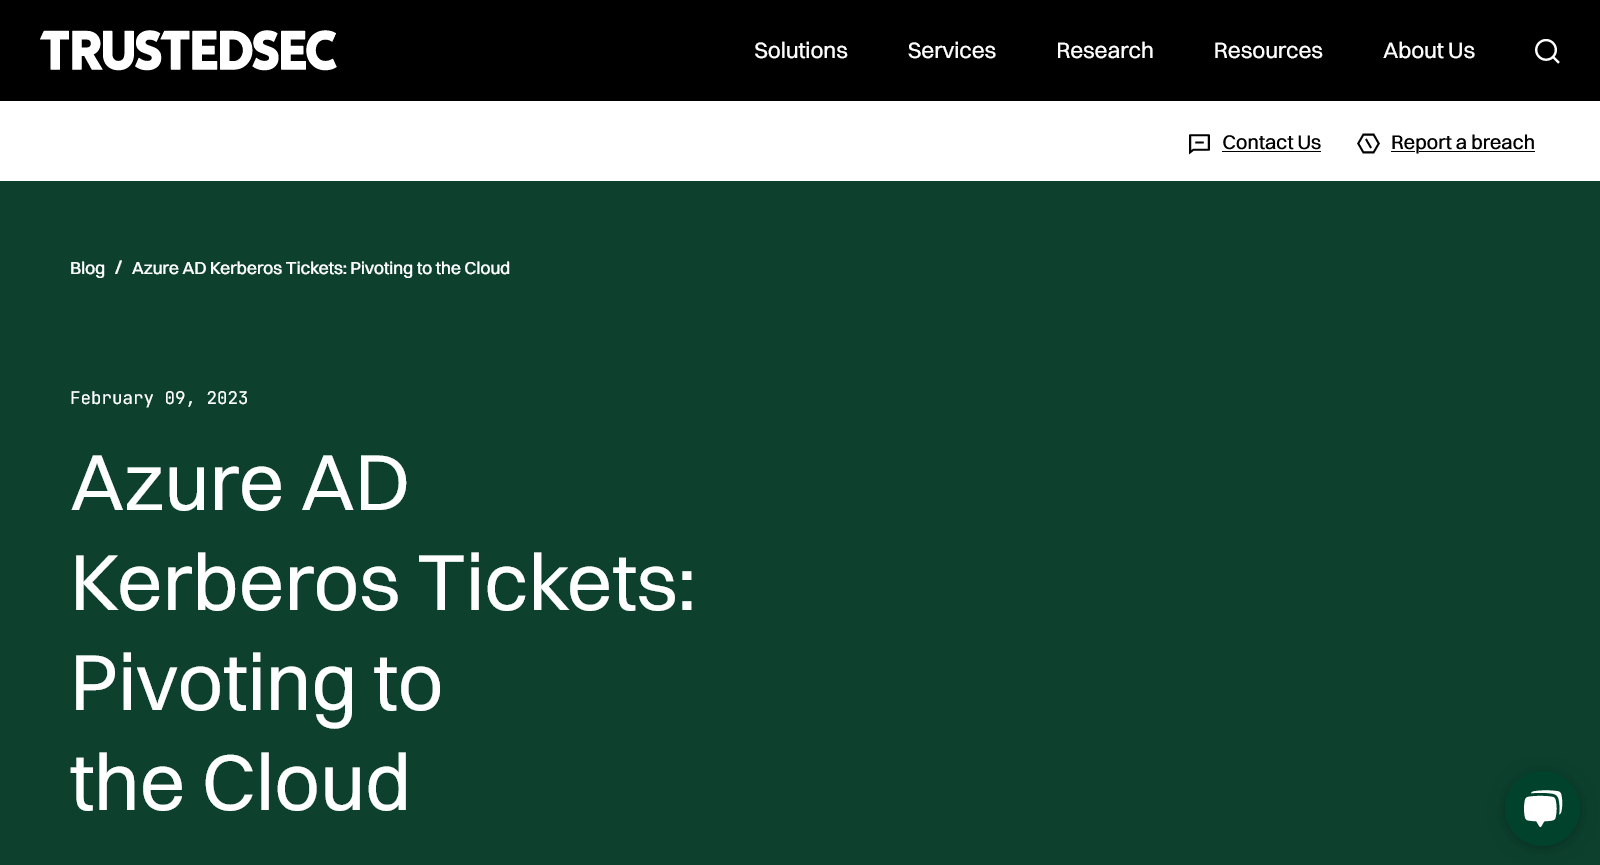 TRUSTEDSEC
Solutions Services Research Resources About Us
Contact Us Report a breach
Blog / Azure AD Kerberos Tickets: Pivoting to the Cloud
February 09, 2023
Azure AD
Kerberos Tickets:
Pivoting to
the Cloud